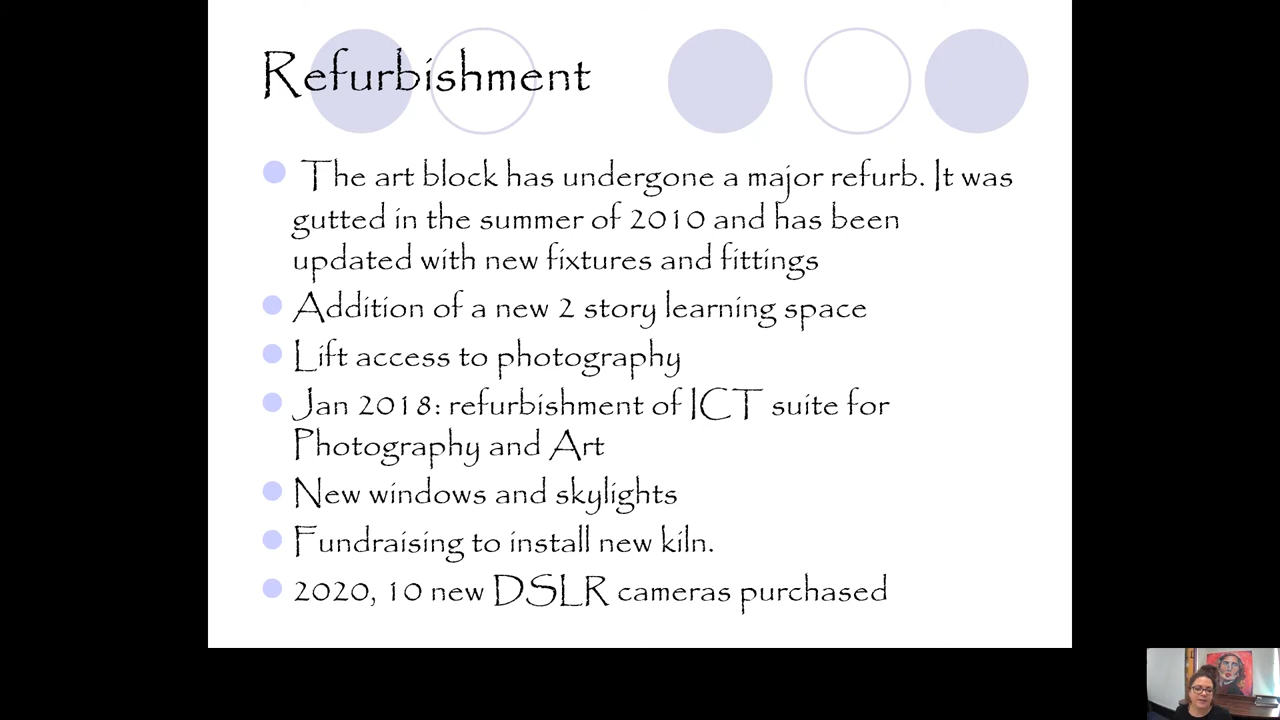 Refurbishment
The art block has undergone a major refurb. It was
gutted in the summer of 2010 and has been
updated with new fixtures and fittings
Addition of a new 2 story learning space
Lift access to photography
Jan 2018: refurbishment of ICT suite for
Photography and Art
New windows and skylights
Fundraising to install new kiln.
2020, 10 new DSLR cameras purchased